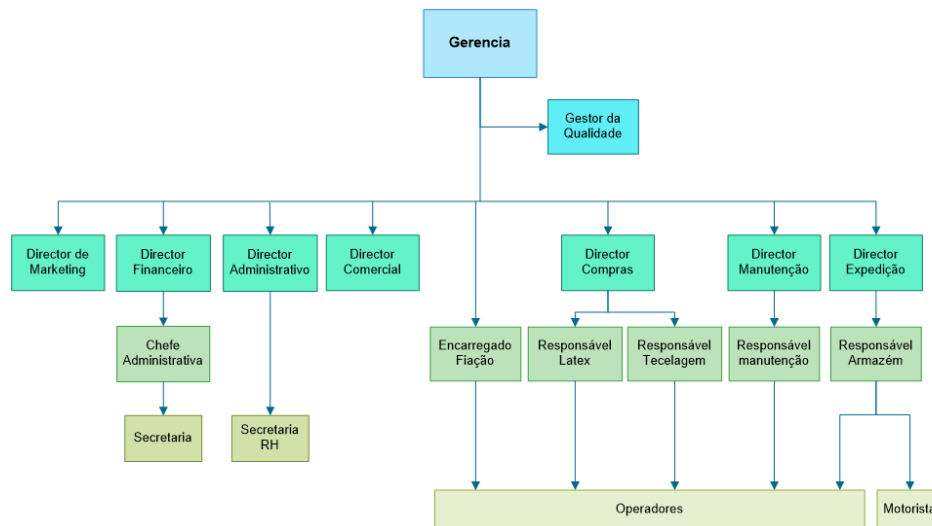 Gerencia
Gestor da
Qualidade
Director de
Marketing
Director
Financeiro
Director
Administrativo
Director
Comercial
Director
Compras
Director
Manutenção
Director
Expedição
Chefe
Administrativa
Encarregado
Fiação
Responsável
Latex
Responsável
Tecelagem
Responsável
manutenção
Responsável
Armazém
Secretaria
Secretaria
RH
Operadores
Motorista